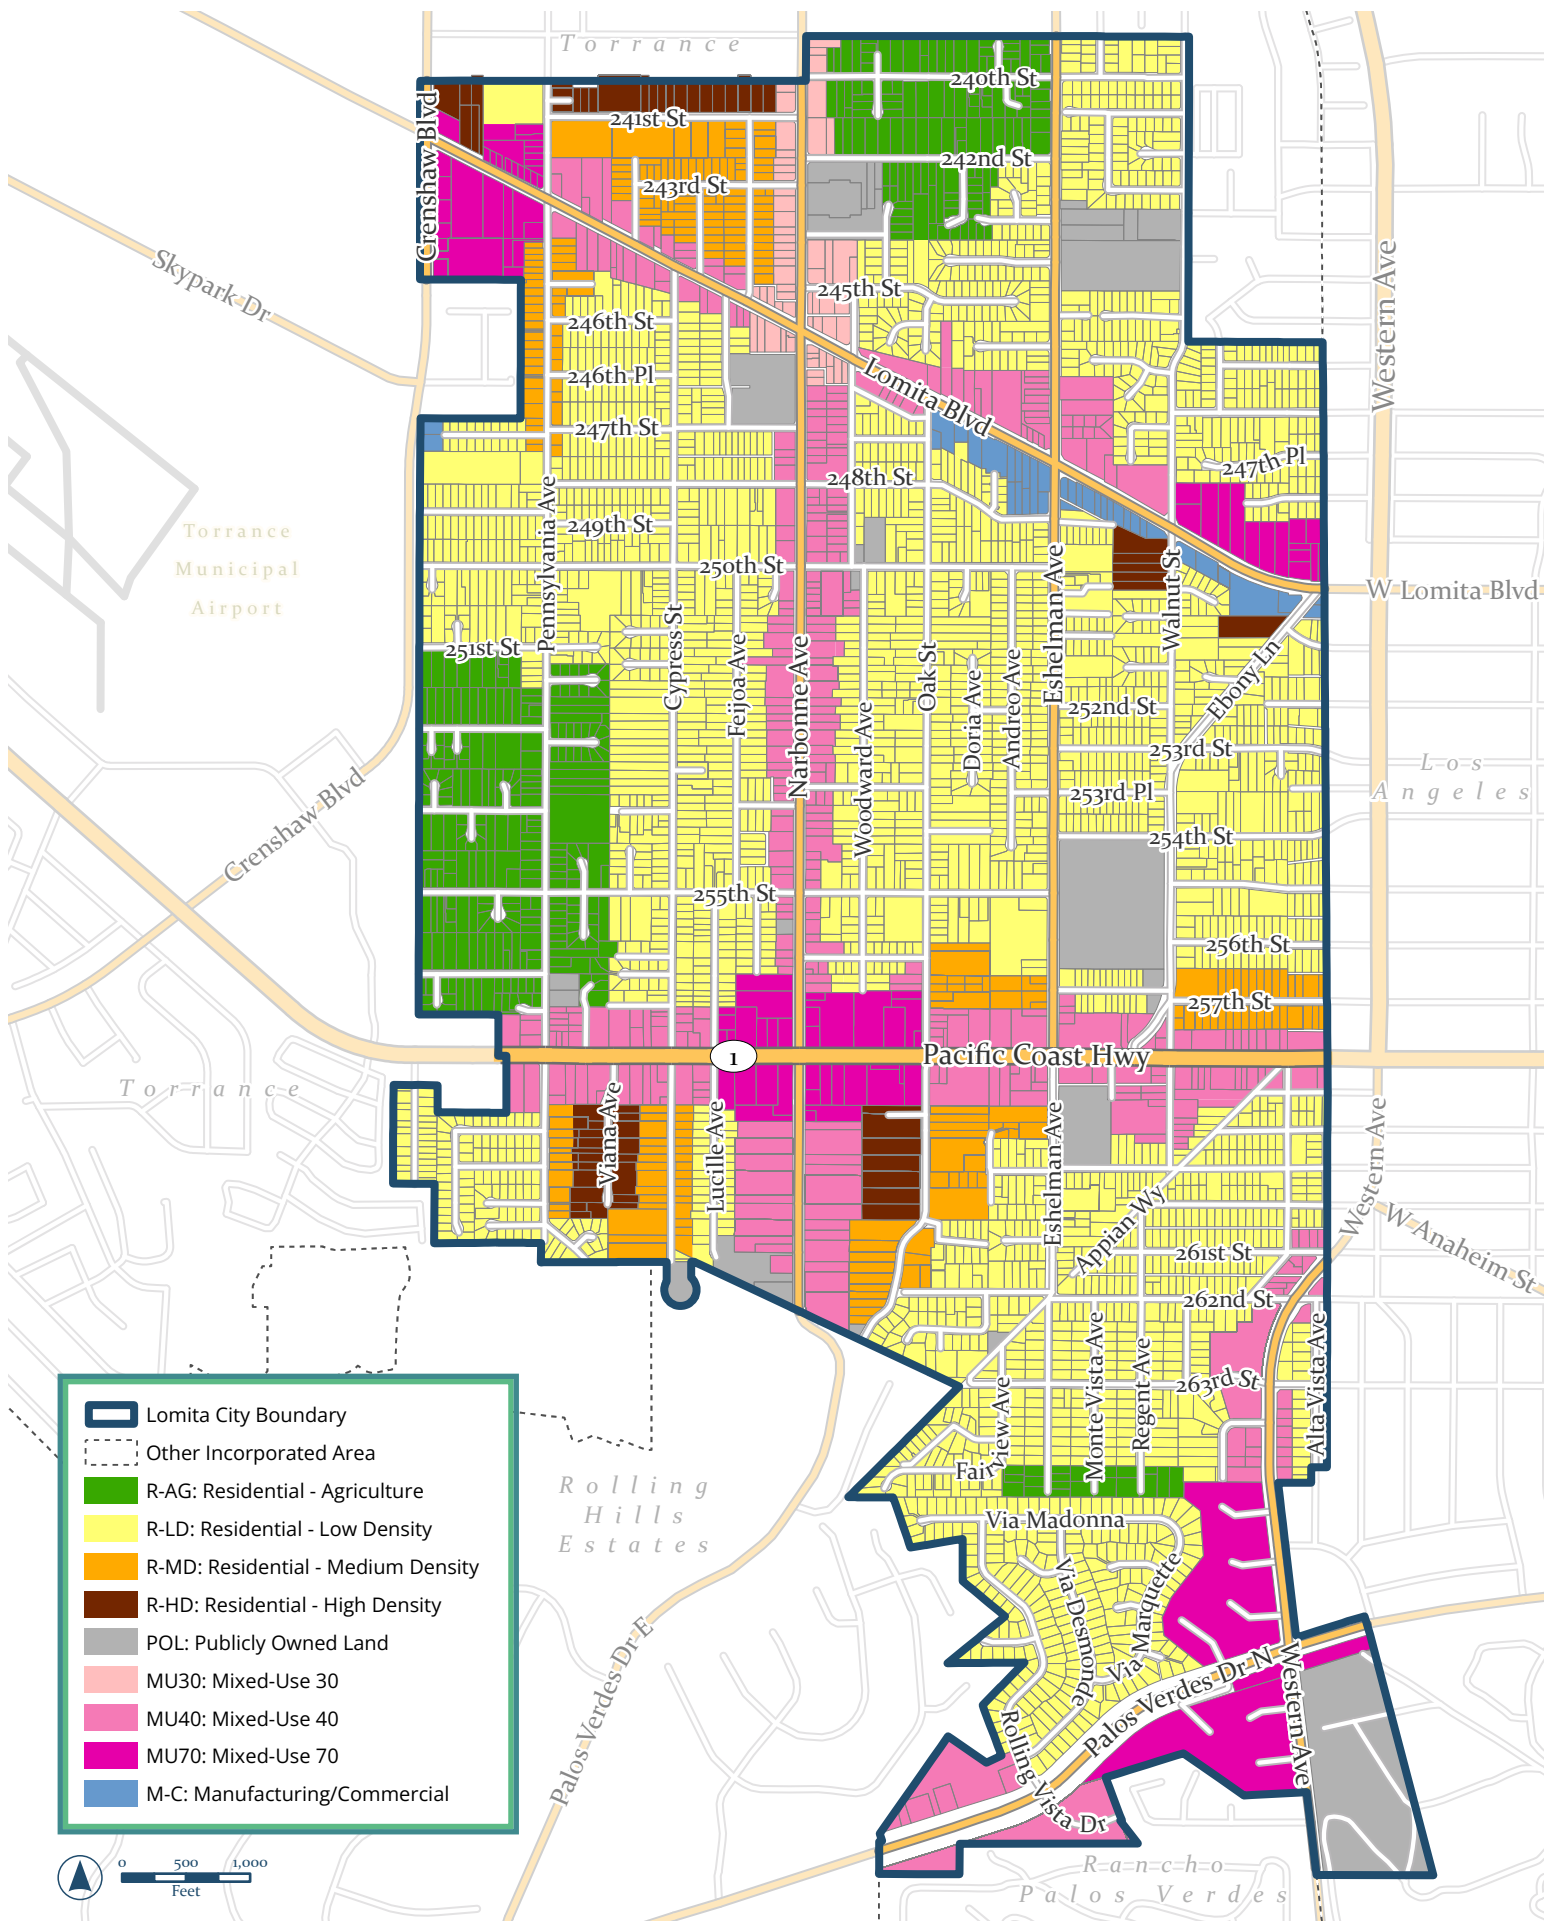 Torrance
240th St
241st St
242nd St
243rd St
Crenshaw Blvd
Skypark Dr
245th St
246th St
246th Pl
Lomita Blvd
Western Ave
247th St
247th Pl
248th St
249th St
Torrance
Municipal
Airport
250th St
W Lomita Blvd
Pennsylvania Ave
Cypress St
Feijoa Ave
Narbonne Ave
Woodward Ave
Oak St
Doria Ave
Andreo Ave
Eshelman Ave
Walnut St
Ebony Ln
251st St
252nd St
253rd St
253rd Pl
254th St
Los
Angeles
Crenshaw Blvd
255th St
256th St
257th St
Pacific Coast Hwy
1
Torrance
Viana Ave
Lucille Ave
Eshelman Ave
Appian Wy
Western Ave
W Anaheim St
261st St
262nd St
263rd St
Monte Vista Ave
Regent Ave
Alta Vista Ave
Fairview Ave
Rolling
Hills
Estates
Via Madonna
Via Desmonde
Via Marquette
Palos Verdes Dr N
Western Ave
Palos Verdes Dr E
Rolling Vista Dr
Rancho
Palos Verdes
Lomita City Boundary
Other Incorporated Area
R-AG: Residential - Agriculture
R-LD: Residential - Low Density
R-MD: Residential - Medium Density
R-HD: Residential - High Density
POL: Publicly Owned Land
MU30: Mixed-Use 30
MU40: Mixed-Use 40
MU70: Mixed-Use 70
M-C: Manufacturing/Commercial
0 500 1,000
Feet